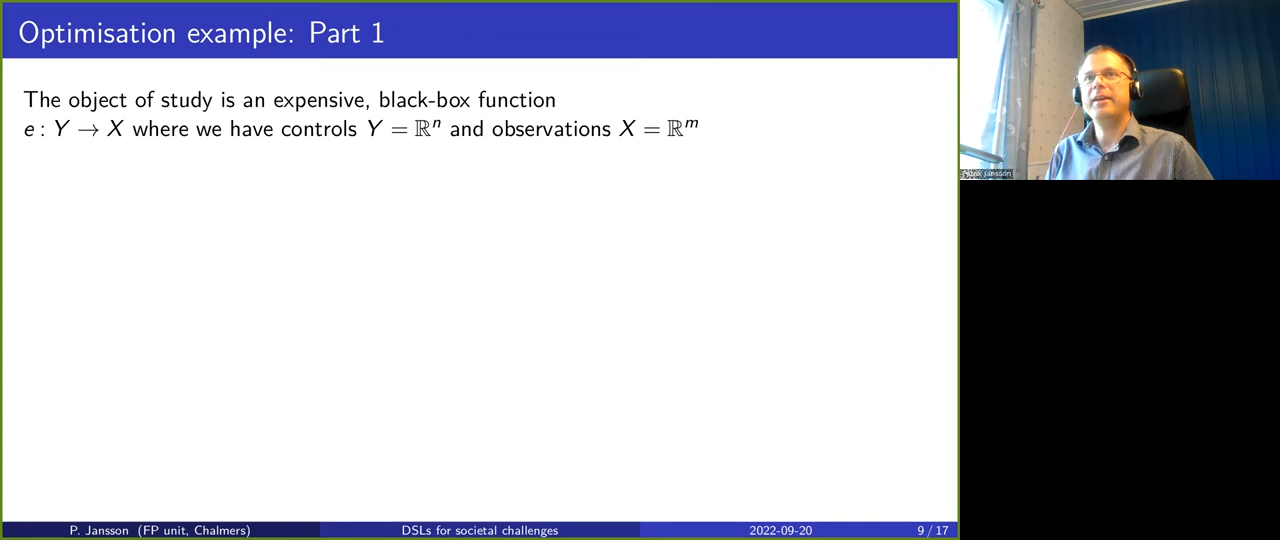 Optimisation example: Part 1
The object of study is an expensive, black-box function
e : Y → X where we have controls Y = ℝⁿ and observations X = ℝᵐ
P. Jansson (FP unit, Chalmers) DSLs for societal challenges 2022-09-20 9 / 17
Jansson